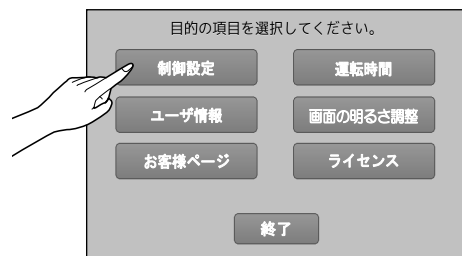 目的の項目を選択してください。
制御設定 運転時間
ユーザ情報 画面の明るさ調整
お客様ページ ライセンス
終了